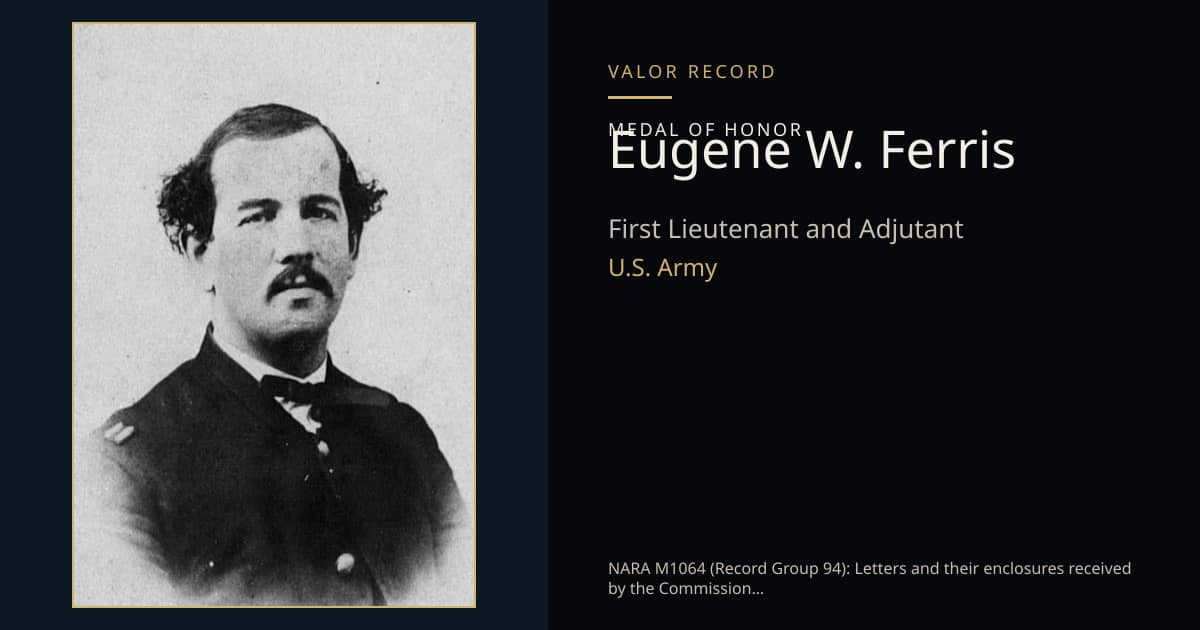 VALOR RECORD
MEDAL OF HONOR
Eugene W. Ferris
First Lieutenant and Adjutant
U.S. Army
NARA M1064 (Record Group 94): Letters and their enclosures received
by the Commission...